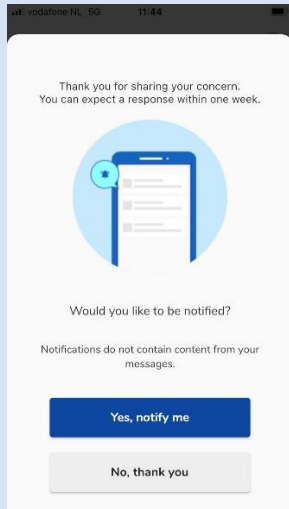 vodafone NL 5G 11:44
Thank you for sharing your concern.
You can expect a response within one week.
Would you like to be notified?
Notifications do not contain content from your
messages.
Yes, notify me
No, thank you